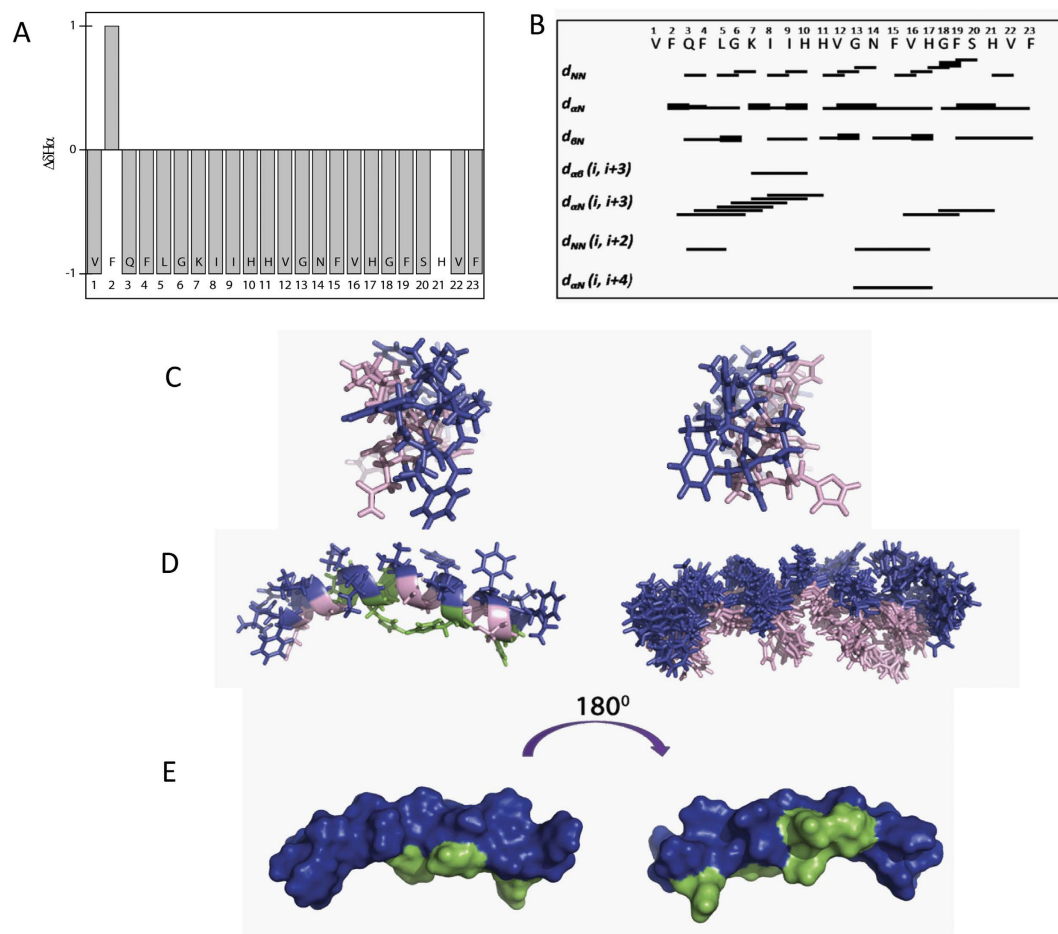 A
1
0
-1
ΔδHα
V F Q F L G K I I H H V G N F V H G F S H V F
1 2 3 4 5 6 7 8 9 10 11 12 13 14 15 16 17 18 19 20 21 22 23
B
1 2 3 4 5 6 7 8 9 10 11 12 13 14 15 16 17 18 19 20 21 22 23
V F Q F L G K I I H H V G N F V H G F S H V F
dNN
dαN
dβN
dαβ (i, i+3)
dαN (i, i+3)
dNN (i, i+2)
dαN (i, i+4)
C
D
180⁰
E